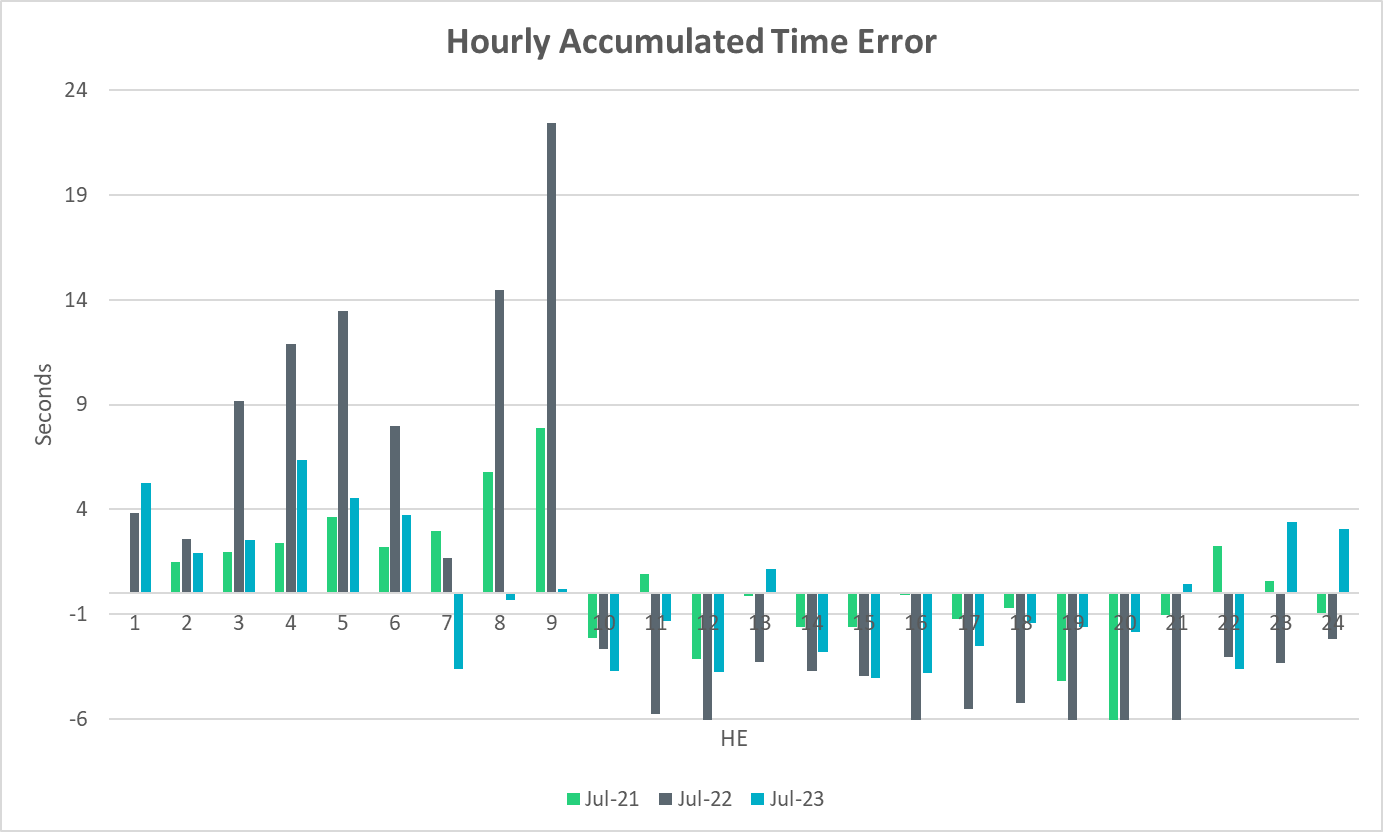 Hourly Accumulated Time Error
24
19
14
9
4
-1
-6
Seconds
1 2 3 4 5 6 7 8 9 10 11 12 13 14 15 16 17 18 19 20 21 22 23 24
HE
Jul-21 Jul-22 Jul-23